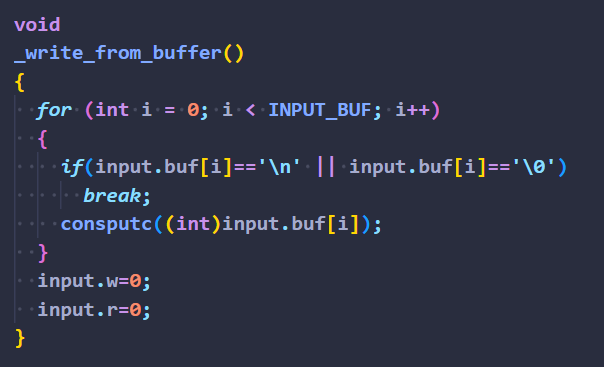 void
_write_from_buffer()
{
  for (int i = 0; i < INPUT_BUF; i++)
  {
    if(input.buf[i]=='\n' || input.buf[i]=='\0')
      break;
    consputc((int)input.buf[i]);
  }
  input.w=0;
  input.r=0;
}